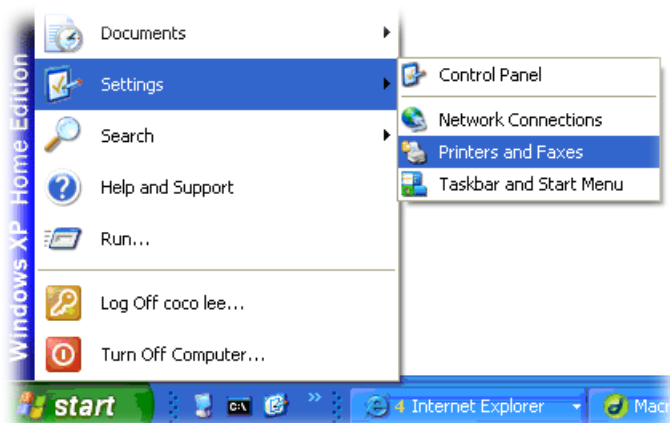 Documents
Settings
Search
Help and Support
Run...
Log Off coco lee...
Turn Off Computer...
Windows XP Home Edition
Control Panel
Network Connections
Printers and Faxes
Taskbar and Start Menu
start
C:\
»
4 Internet Explorer
Macr